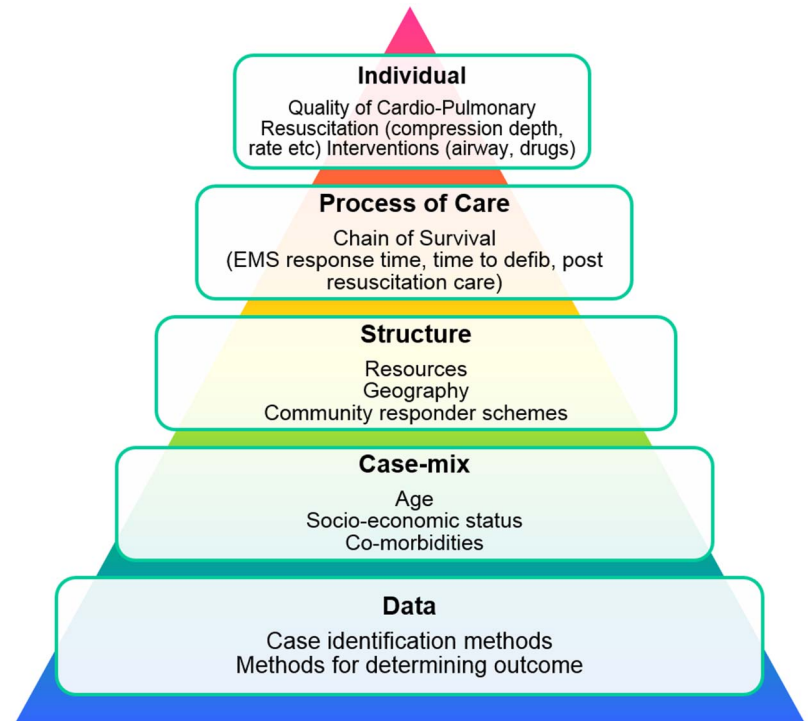 Individual
Quality of Cardio-Pulmonary
Resuscitation (compression depth,
rate etc) Interventions (airway, drugs)
Process of Care
Chain of Survival
(EMS response time, time to defib, post
resuscitation care)
Structure
Resources
Geography
Community responder schemes
Case-mix
Age
Socio-economic status
Co-morbidities
Data
Case identification methods
Methods for determining outcome